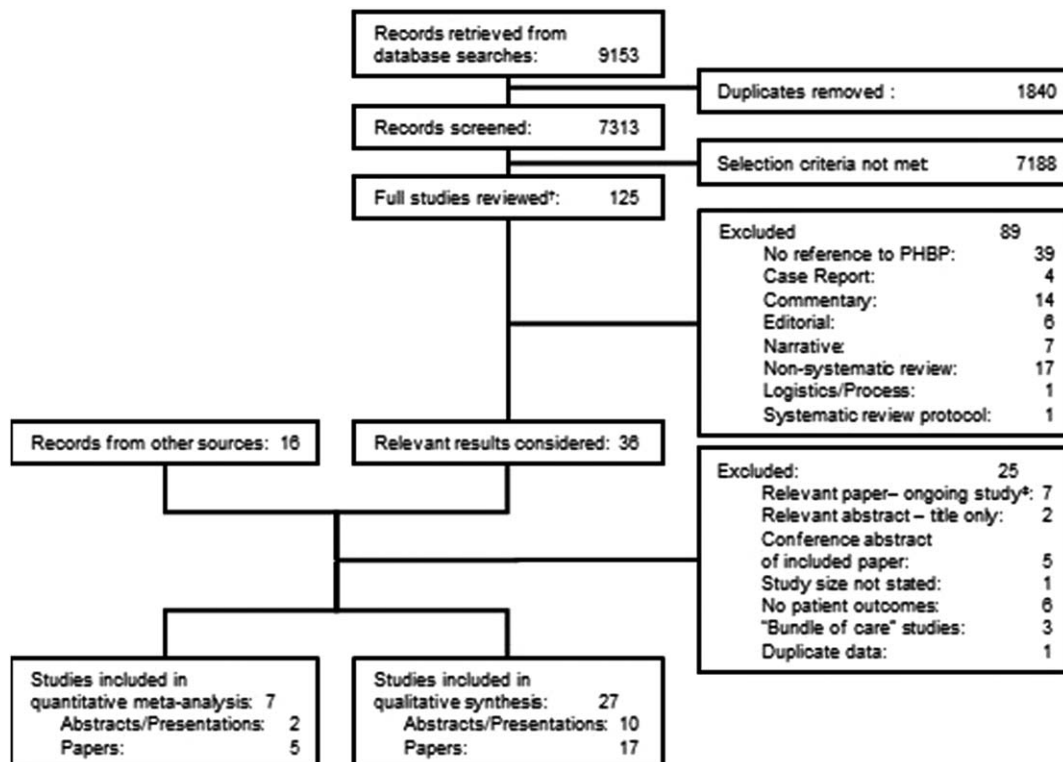 Records retrieved from
database searches: 9153
Duplicates removed : 1840
Records screened: 7313
Selection criteria not met 7188
Full studies reviewed†: 125
Excluded 89
No reference to PHBP: 39
Case Report: 4
Commentary: 14
Editorial: 6
Narrative: 7
Non-systematic review: 17
Logistics/Process: 1
Systematic review protocol: 1
Records from other sources: 16
Relevant results considered: 36
Excluded: 25
Relevant paper– ongoing study‡: 7
Relevant abstract – title only: 2
Conference abstract
of included paper: 5
Study size not stated: 1
No patient outcomes: 6
"Bundle of care" studies: 3
Duplicate data: 1
Studies included in
quantitative meta-analysis: 7
Abstracts/Presentations: 2
Papers: 5
Studies included in
qualitative synthesis: 27
Abstracts/Presentations: 10
Papers: 17